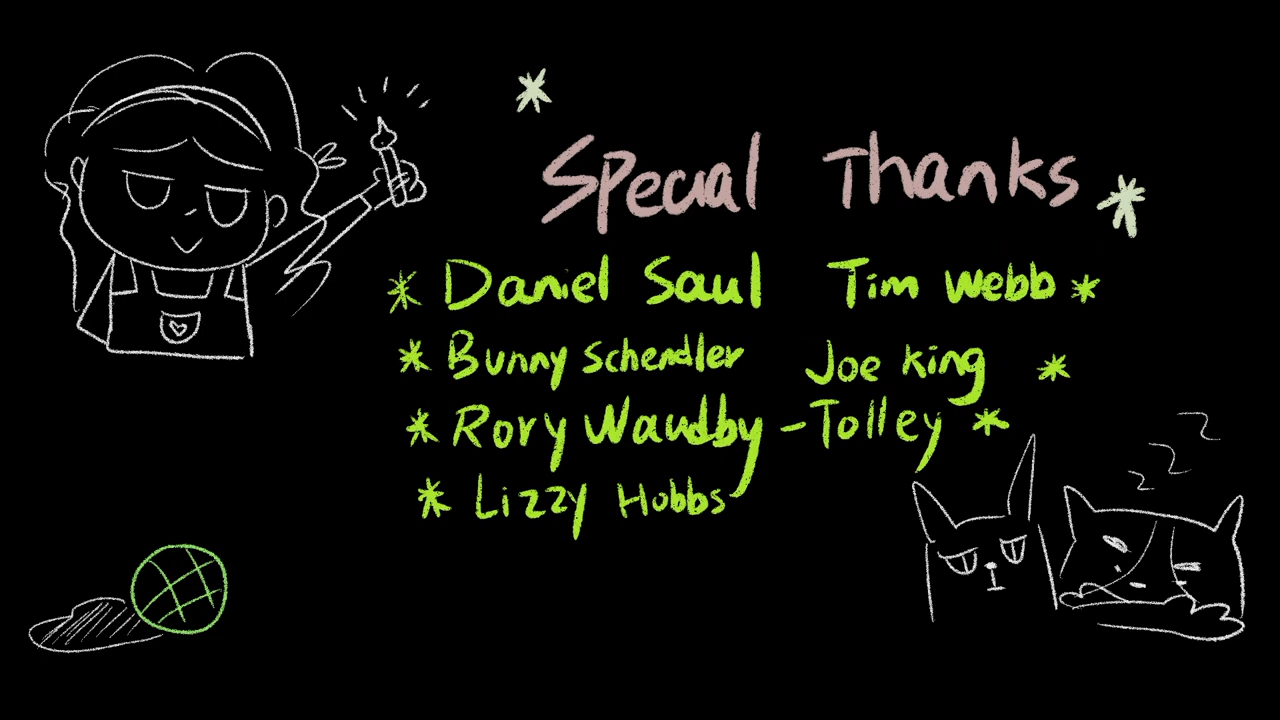 Special Thanks
* Daniel Saul Tim Webb *
* Bunny Schendler Joe King *
* Rory Waudby-Tolley *
* Lizzy Hobbs
z z z